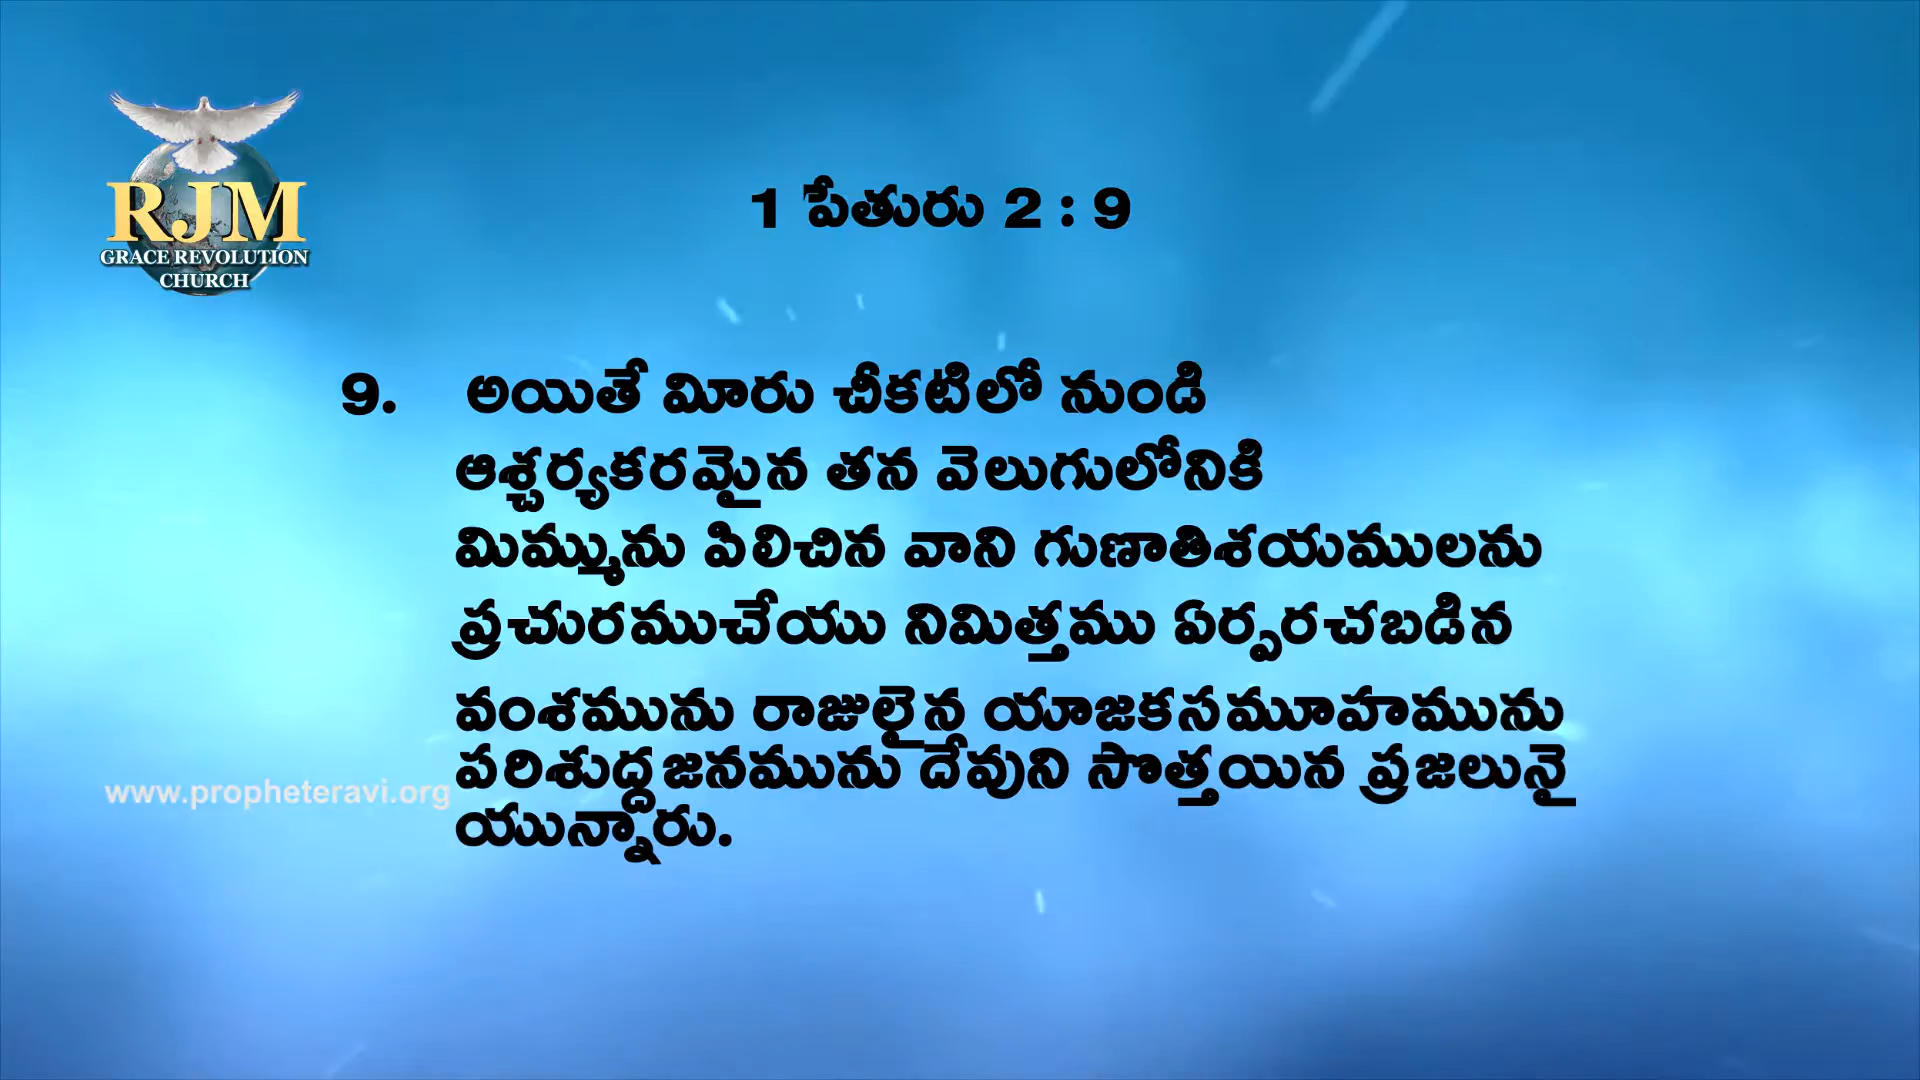 RJM
GRACE REVOLUTION
CHURCH
1 పేతురు 2 : 9
9. అయితే మీరు చీకటిలో నుండి
ఆశ్చర్యకరమైన తన వెలుగులోనికి
మిమ్మును పిలిచిన వాని గుణాతిశయములను
ప్రచురముచేయు నిమిత్తము ఏర్పరచబడిన
వంశమును రాజులైన యాజకసమూహమును
పరిశుద్ధజనమును దేవుని సొత్తయిన ప్రజలునై
యున్నారు.
www.propheteravi.org